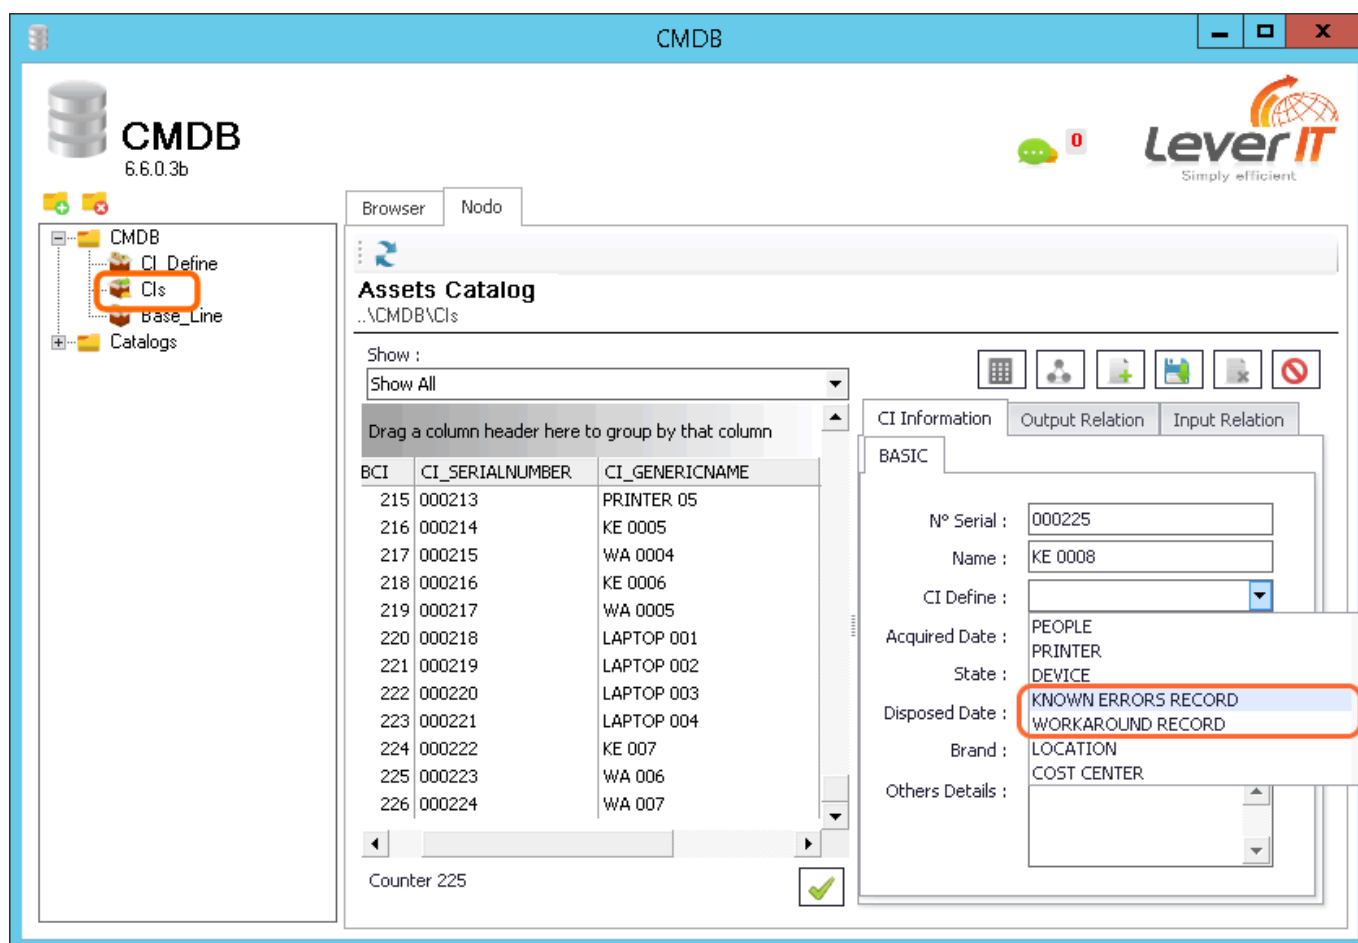 CMDB
CMDB
6.6.0.3b
0
Lever IT
Simply efficient
Browser
Nodo
CMDB
CI_Define
CIs
Base_Line
Catalogs
Assets Catalog
..\CMDB\CIs
Show :
Show All
Drag a column header here to group by that column
BCI CI_SERIALNUMBER CI_GENERICNAME
215 000213 PRINTER 05
216 000214 KE 0005
217 000215 WA 0004
218 000216 KE 0006
219 000217 WA 0005
220 000218 LAPTOP 001
221 000219 LAPTOP 002
222 000220 LAPTOP 003
223 000221 LAPTOP 004
224 000222 KE 007
225 000223 WA 006
226 000224 WA 007
Counter 225
CI Information
Output Relation
Input Relation
BASIC
Nº Serial : 000225
Name : KE 0008
CI Define :
Acquired Date :
State :
Disposed Date :
Brand :
Others Details :
PEOPLE
PRINTER
DEVICE
KNOWN ERRORS RECORD
WORKAROUND RECORD
LOCATION
COST CENTER